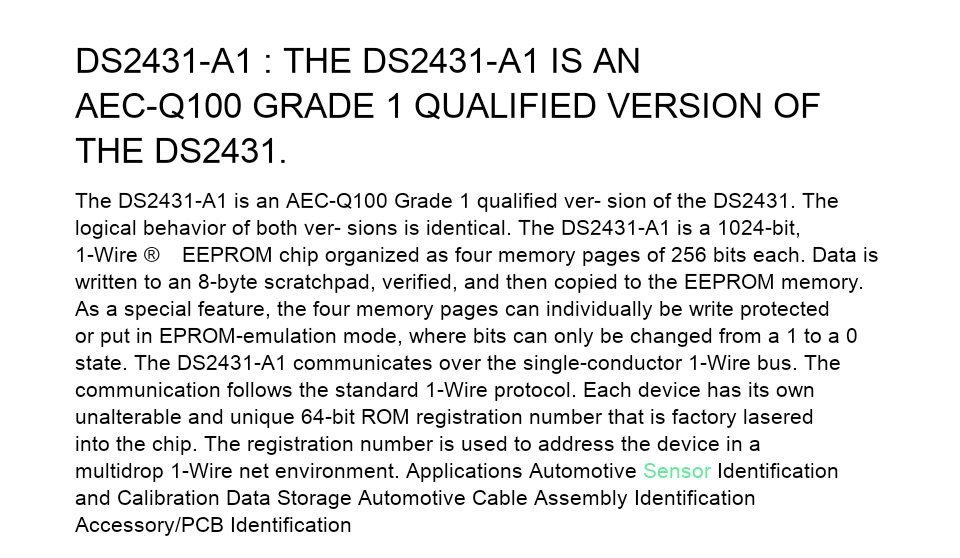 DS2431-A1 : THE DS2431-A1 IS AN
AEC-Q100 GRADE 1 QUALIFIED VERSION OF
THE DS2431.
The DS2431-A1 is an AEC-Q100 Grade 1 qualified ver- sion of the DS2431. The
logical behavior of both ver- sions is identical. The DS2431-A1 is a 1024-bit,
1-Wire ® EEPROM chip organized as four memory pages of 256 bits each. Data is
written to an 8-byte scratchpad, verified, and then copied to the EEPROM memory.
As a special feature, the four memory pages can individually be write protected
or put in EPROM-emulation mode, where bits can only be changed from a 1 to a 0
state. The DS2431-A1 communicates over the single-conductor 1-Wire bus. The
communication follows the standard 1-Wire protocol. Each device has its own
unalterable and unique 64-bit ROM registration number that is factory lasered
into the chip. The registration number is used to address the device in a
multidrop 1-Wire net environment. Applications Automotive Sensor Identification
and Calibration Data Storage Automotive Cable Assembly Identification
Accessory/PCB Identification